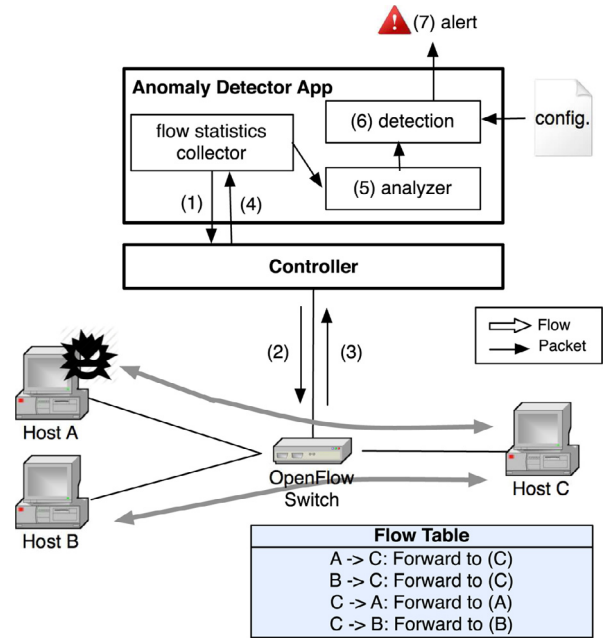 (7) alert
Anomaly Detector App
flow statistics
collector
(6) detection
config.
(5) analyzer
(1)
(4)
Controller
(2)
(3)
Flow
Packet
Host A
OpenFlow
Switch
Host C
Host B
Flow Table
A -> C: Forward to (C)
B -> C: Forward to (C)
C -> A: Forward to (A)
C -> B: Forward to (B)